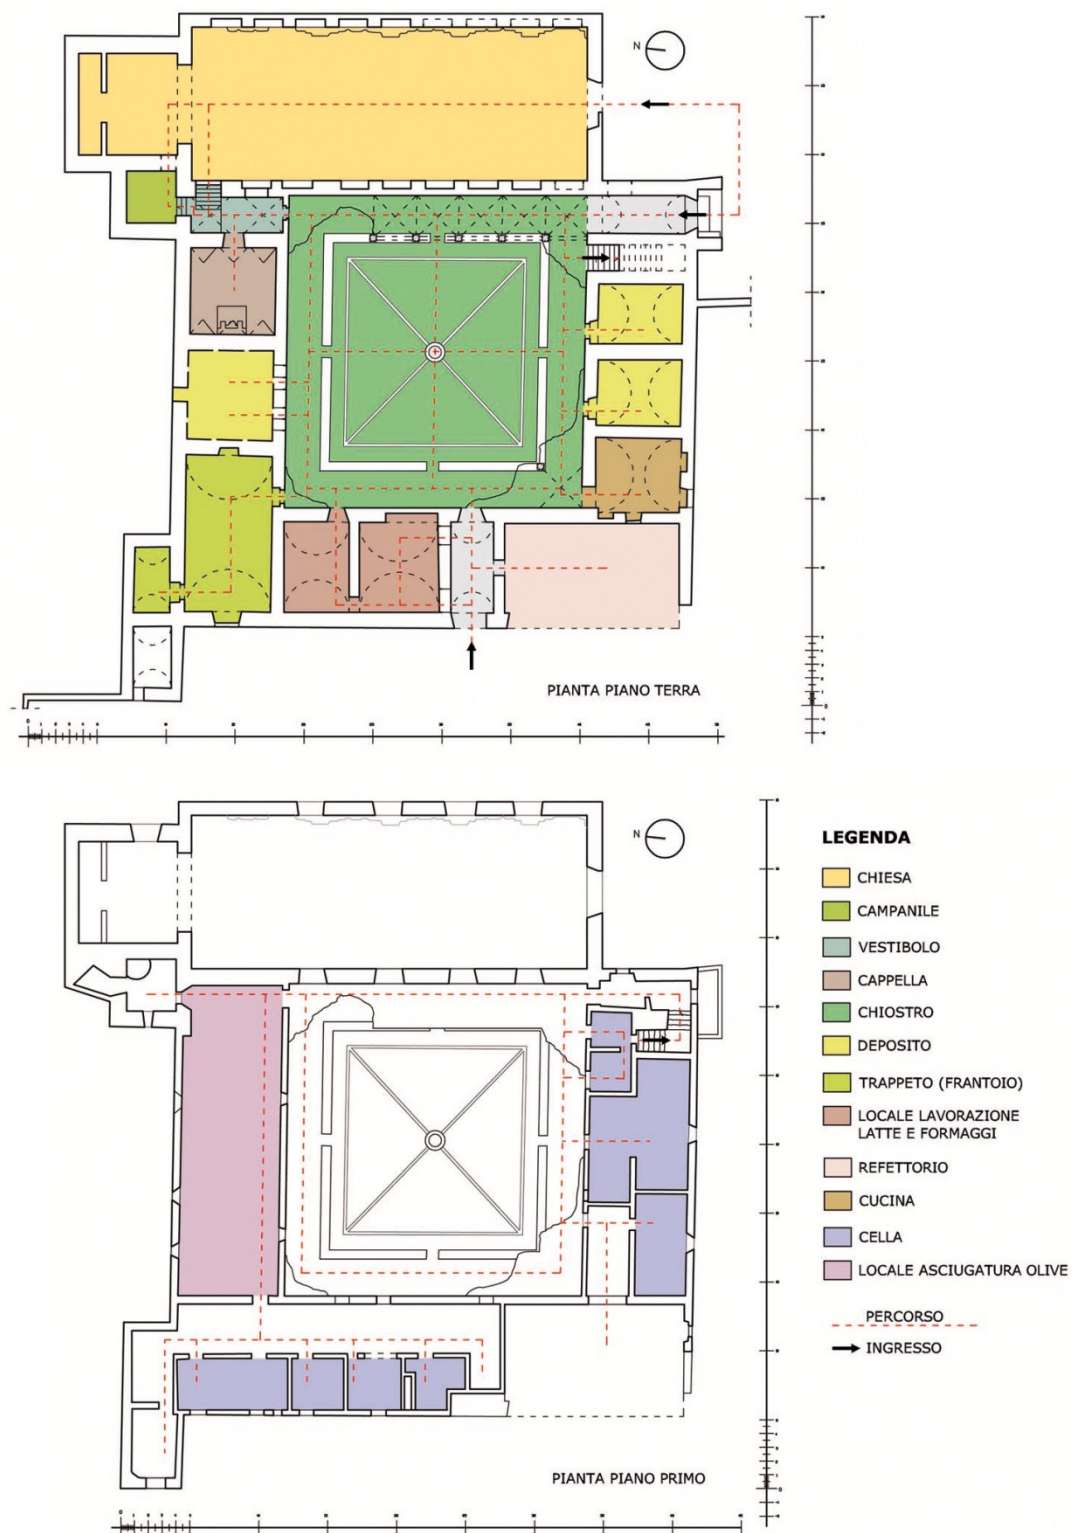 N
PIANTA PIANO TERRA
N
LEGENDA
CHIESA
CAMPANILE
VESTIBOLO
CAPPELLA
CHIOSTRO
DEPOSITO
TRAPPETO (FRANTOIO)
LOCALE LAVORAZIONE
LATTE E FORMAGGI
REFETTORIO
CUCINA
CELLA
LOCALE ASCIUGATURA OLIVE
PERCORSO
INGRESSO
PIANTA PIANO PRIMO